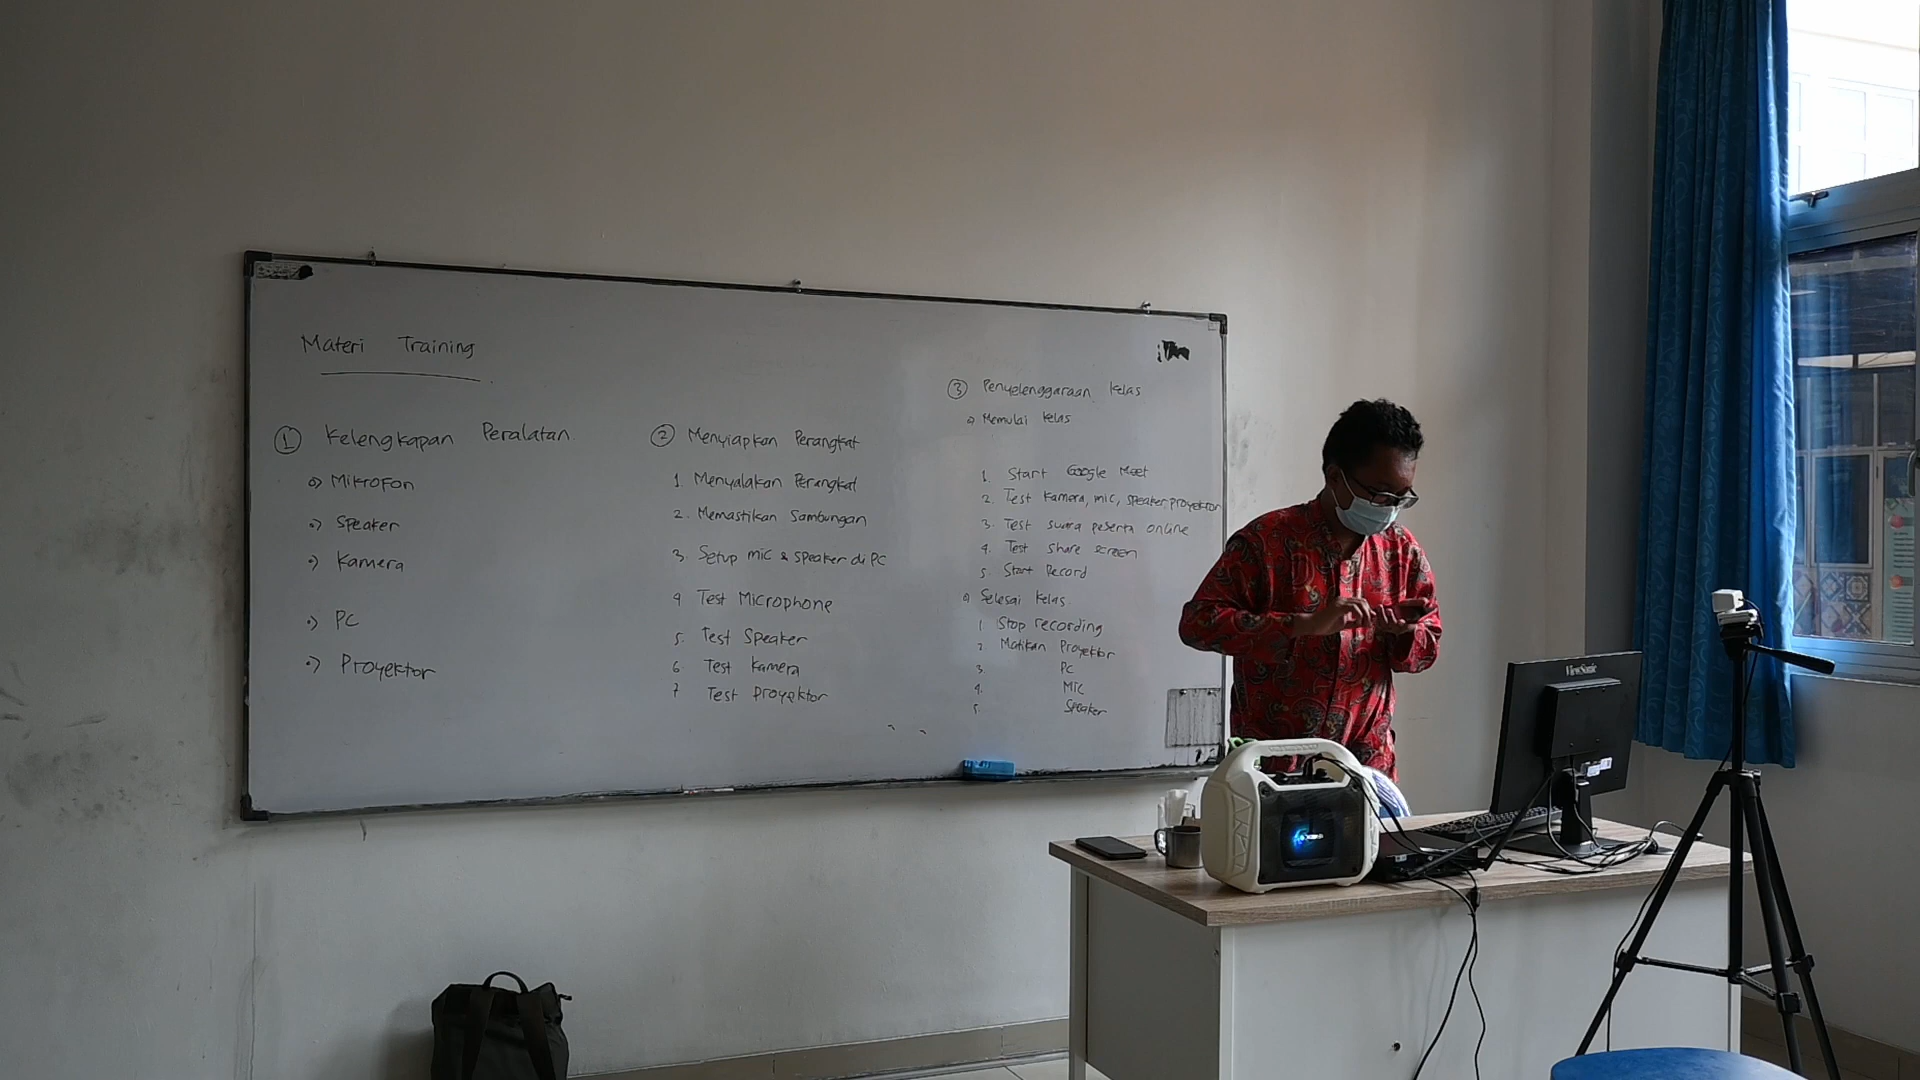 Materi Training
① Kelengkapan Peralatan
Mikrofon
Speaker
Kamera
PC
Proyektor
② Menyiapkan Perangkat
1. Menyalakan Perangkat
2. Memastikan Sambungan
3. Setup mic & speaker di PC
4 Test Microphone
5. Test Speaker
6 Test Kamera
7 Test Proyektor
③ Penyelenggaraan Kelas
Memulai Kelas
1. Start Google Meet
2. Test Kamera, mic, speaker, proyektor
3. Test suara peserta online
4. Test share screen
5. Start Record
Selesai Kelas
1 Stop recording
2 Matikan Proyektor
3. PC
4. Mic
5. Speaker
ViewSonic